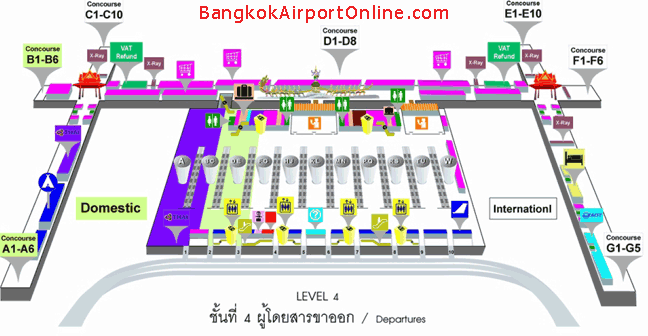 BangkokAirportOnline.com
Concourse
C1-C10
Concourse
E1-E10
Concourse
D1-D8
Concourse
B1-B6
Concourse
F1-F6
VAT
Refund
VAT
Refund
X-Ray
X-Ray
X-Ray
X-Ray
X-Ray
X-Ray
A
W
Domestic
Internation!
Concourse
A1-A6
Concourse
G1-G5
LEVEL 4
ชั้นที่ 4 ผู้โดยสารขาออก / Departures